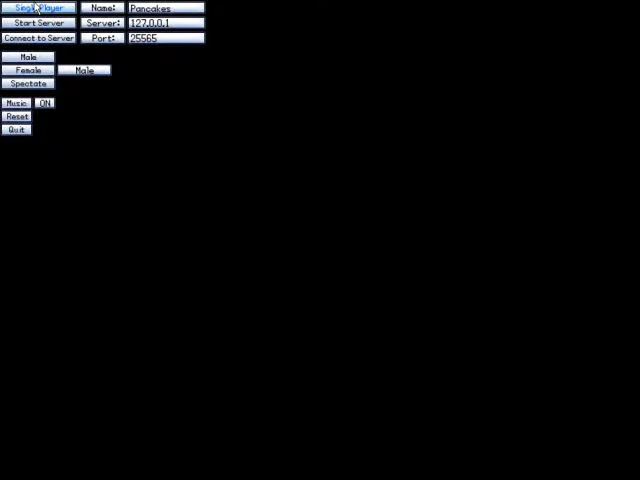 Single Player Name: Pancakes
Start Server Server: 127.0.0.1
Connect to Server Port: 25565
Male
Female Male
Spectate
Music ON
Reset
Quit